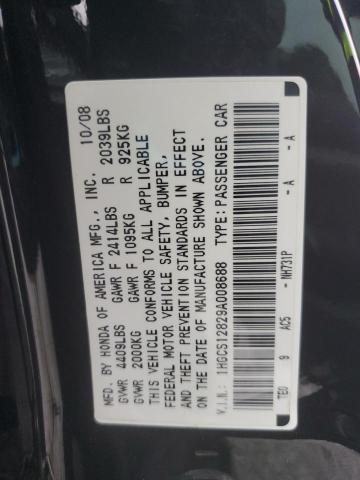 MFD. BY HONDA OF AMERICA MFG., INC. 10/08
GVWR 4409LBS GAWR F 2414LBS R 2039LBS
GVWR 2000KG GAWR F 1095KG R 925KG
THIS VEHICLE CONFORMS TO ALL APPLICABLE
FEDERAL MOTOR VEHICLE SAFETY, BUMPER,
AND THEFT PREVENTION STANDARDS IN EFFECT
ON THE DATE OF MANUFACTURE SHOWN ABOVE.
V.I.N.: 1HGCS12829A008688 TYPE:PASSENGER CAR
TE0 9 AC5 - NH731P - A - A